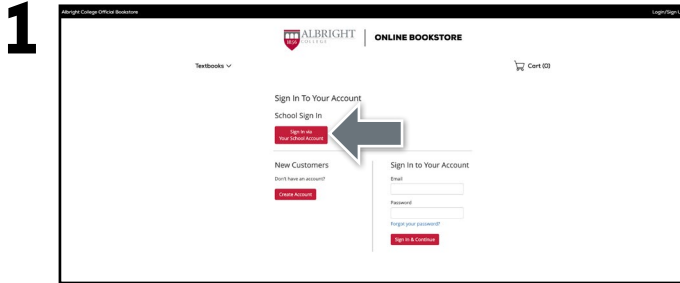 1
Albright College Official Bookstore
Login/Sign U
ALBRIGHT
COLLEGE
1856
ONLINE BOOKSTORE
Textbooks
Cart (0)
Sign In To Your Account
School Sign In
Sign In via
Your School Account
New Customers
Don't have an account?
Create Account
Sign In to Your Account
Email
Password
Forgot your password?
Sign In & Continue